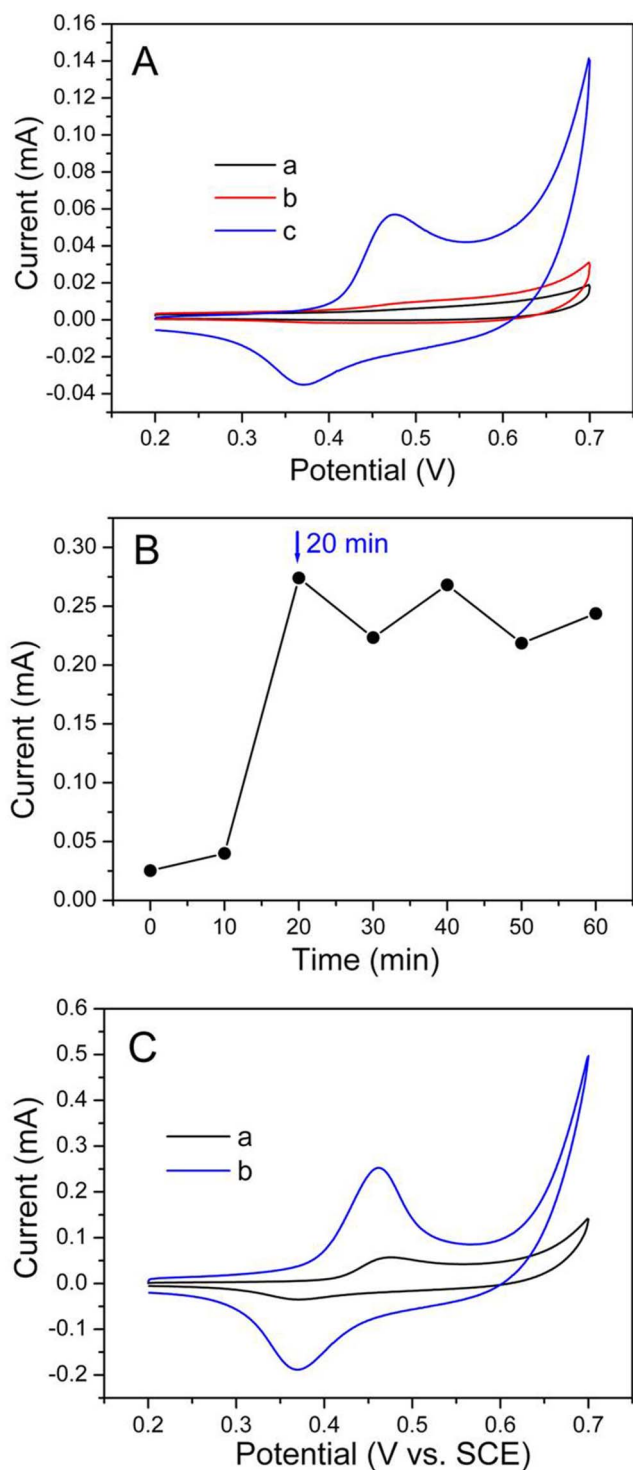 A
0.16
0.14
0.12
0.10
0.08
0.06
0.04
0.02
0.00
-0.02
-0.04
Current (mA)
a
b
c
0.2 0.3 0.4 0.5 0.6 0.7
Potential (V)
B
20 min
0.30
0.25
0.20
0.15
0.10
0.05
0.00
Current (mA)
0 10 20 30 40 50 60
Time (min)
C
0.6
0.5
0.4
0.3
0.2
0.1
0.0
-0.1
-0.2
Current (mA)
a
b
0.2 0.3 0.4 0.5 0.6 0.7
Potential (V vs. SCE)